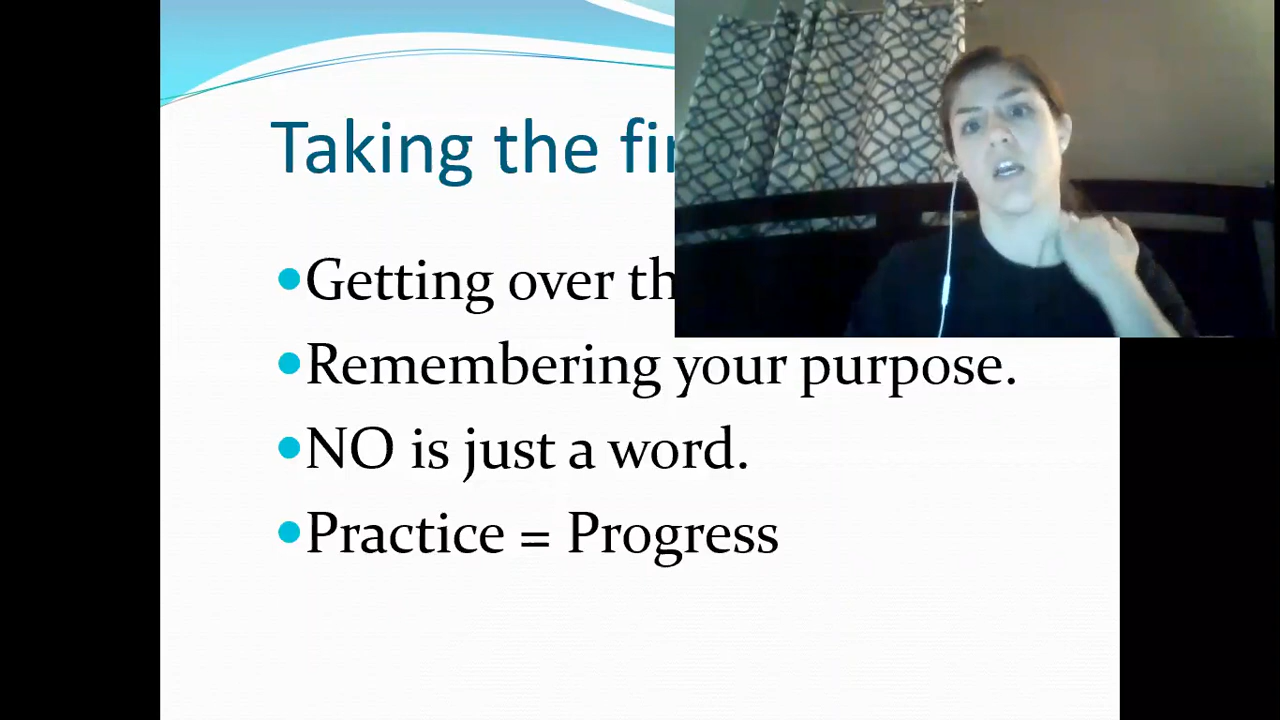 Taking the fi
Getting over th
Remembering your purpose.
NO is just a word.
Practice = Progress